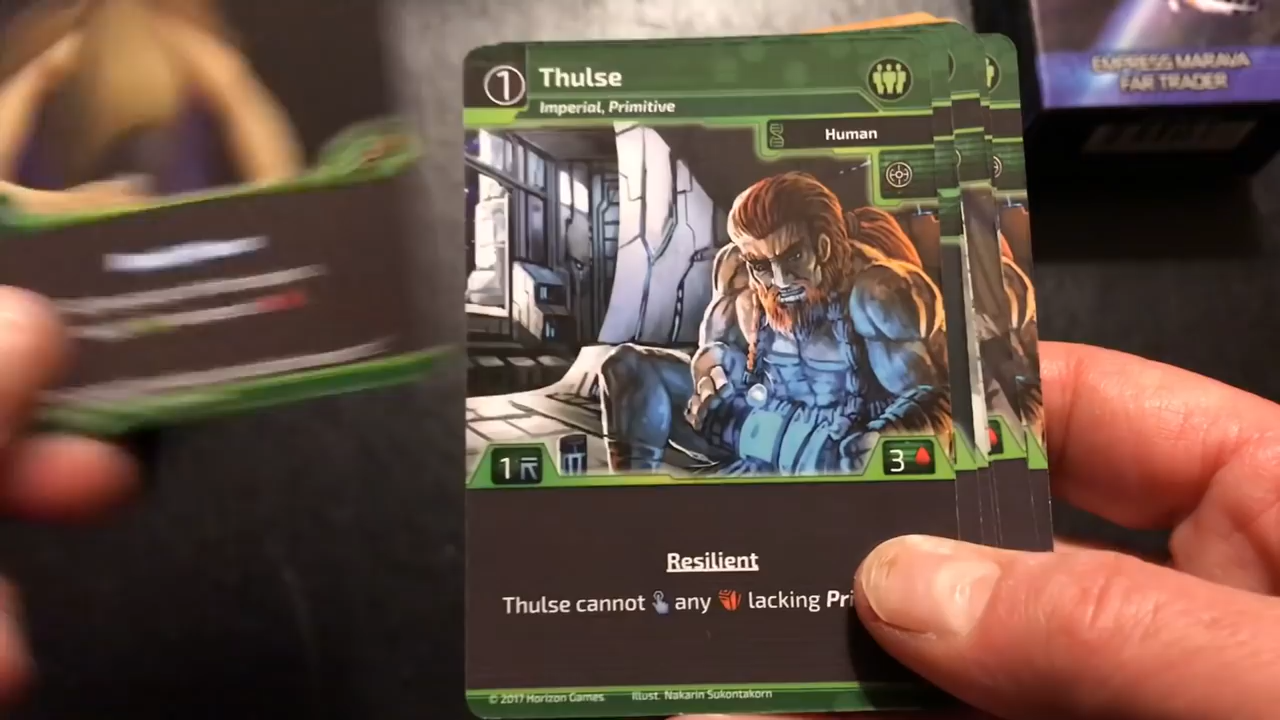 1
Thulse
Imperial, Primitive
Human
1
3
Resilient
Thulse cannot any lacking Pri
© 2017 Horizon Games Illust. Nakarin Sukontakorn
EMPRESS MARAVA
FAR TRADER